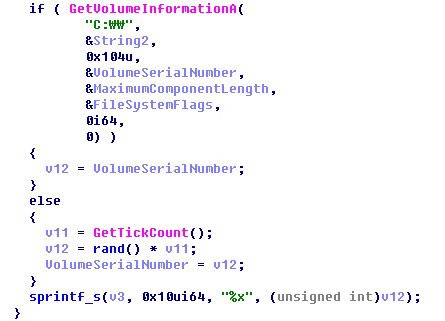 if ( GetVolumeInformationA(
"C:₩₩",
&String2,
0x104u,
&VolumeSerialNumber,
&MaximumComponentLength,
&FileSystemFlags,
0i64,
0) )
{
v12 = VolumeSerialNumber;
}
else
{
v11 = GetTickCount();
v12 = rand() * v11;
VolumeSerialNumber = v12;
}
sprintf_s(v3, 0x10ui64, "%x", (unsigned int)v12);
}